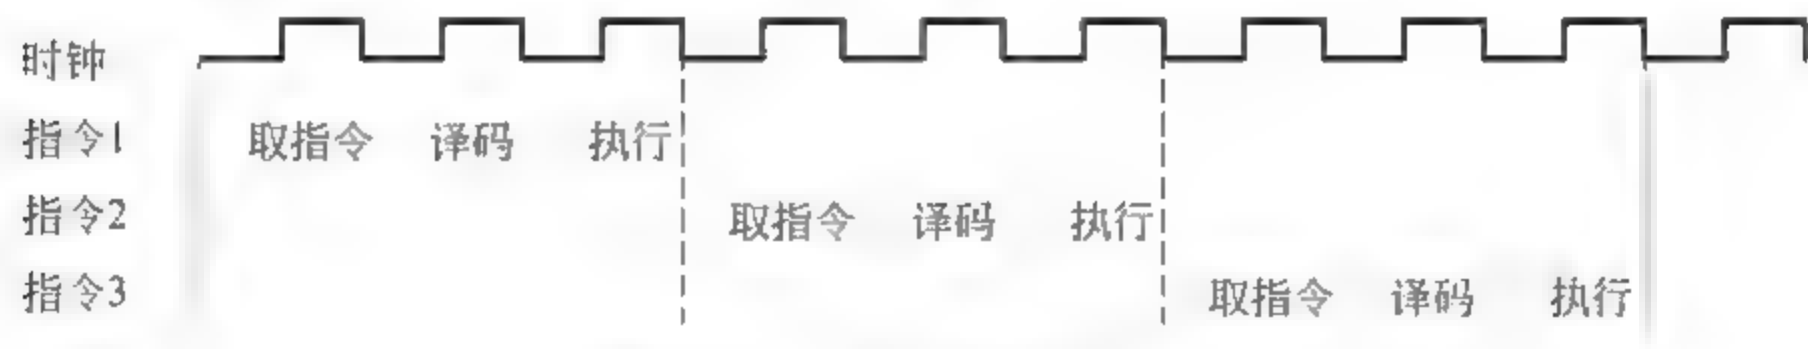 时钟
指令1 取指令 译码 执行
指令2 取指令 译码 执行
指令3 取指令 译码 执行